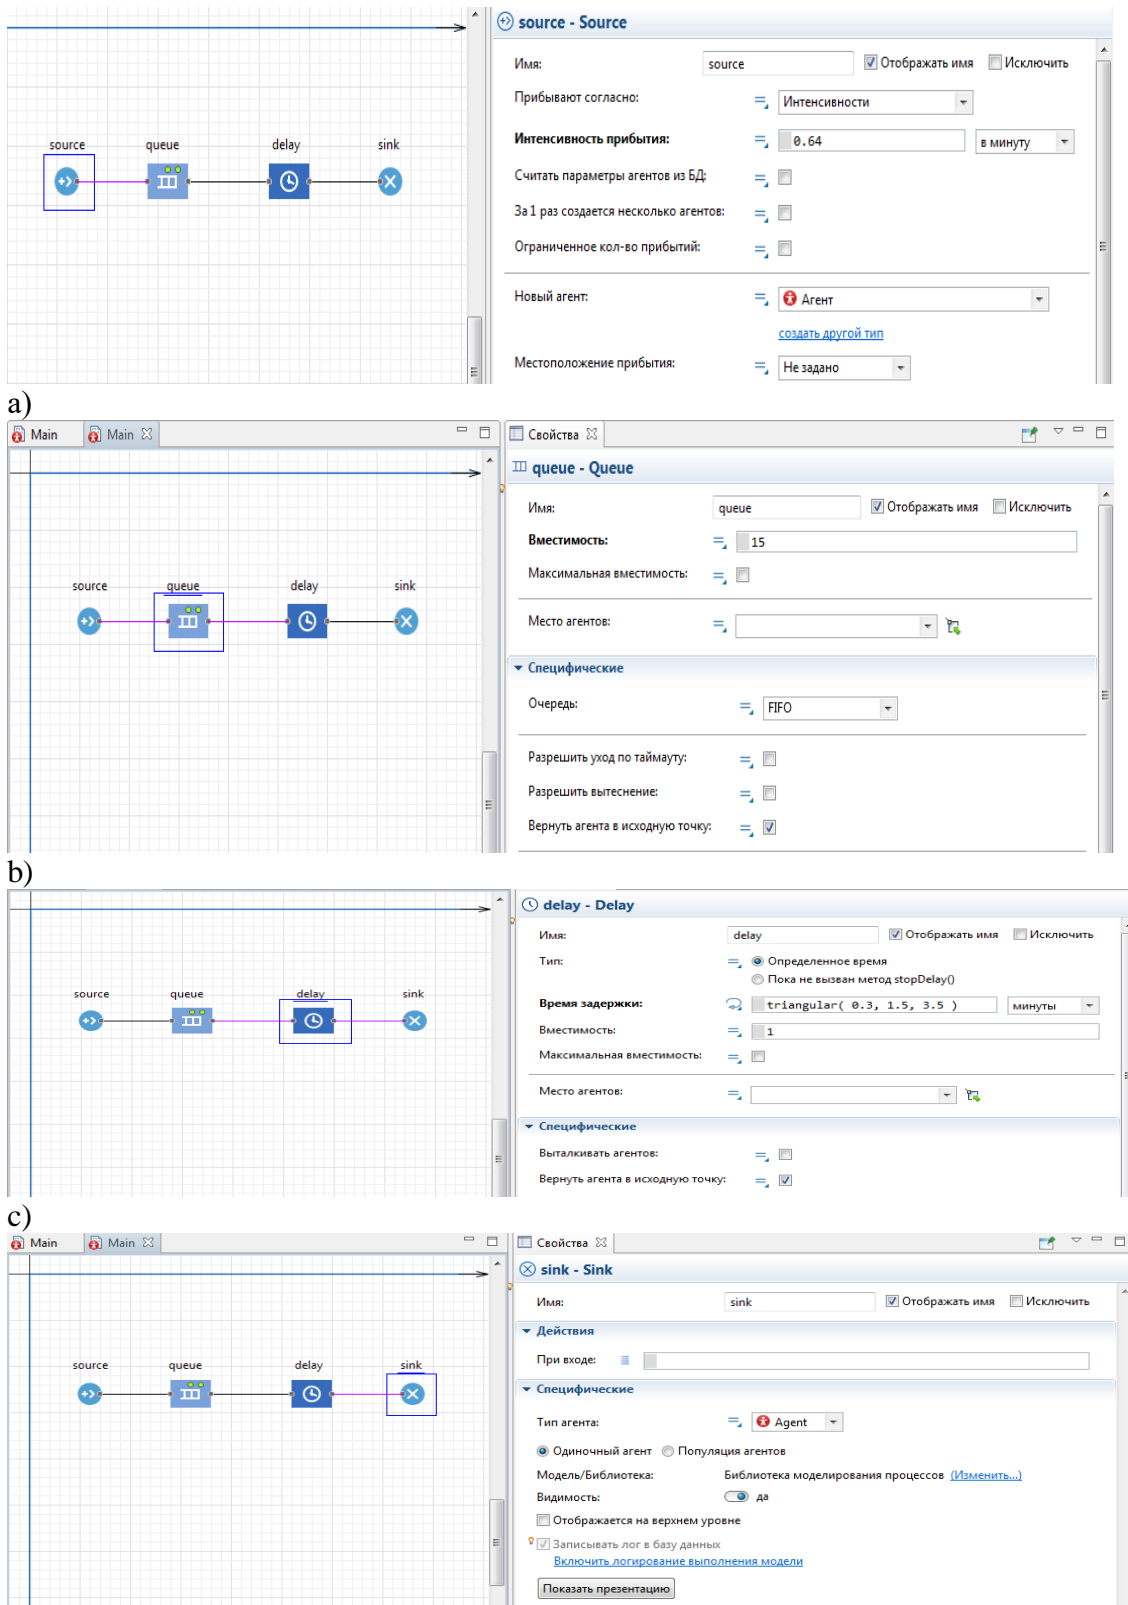 source - Source
Имя: source Отображать имя Исключить
Прибывают согласно: Интенсивности
source queue delay sink
Интенсивность прибытия: 0.64 в минуту
Считать параметры агентов из БД:
За 1 раз создается несколько агентов:
Ограниченное кол-во прибытий:
Новый агент: Агент
создать другой тип
Местоположение прибытия: Не задано
a)
Main Main Свойства
queue - Queue
Имя: queue Отображать имя Исключить
Вместимость: 15
Максимальная вместимость:
source queue delay sink
Место агентов:
Специфические
Очередь: FIFO
Разрешить уход по таймауту:
Разрешить вытеснение:
Вернуть агента в исходную точку:
b)
delay - Delay
Имя: delay Отображать имя Исключить
Тип: Определенное время
Пока не вызван метод stopDelay()
source queue delay sink
Время задержки: triangular( 0.3, 1.5, 3.5 ) минуты
Вместимость: 1
Максимальная вместимость:
Место агентов:
Специфические
Выталкивать агентов:
Вернуть агента в исходную точку:
c)
Main Main Свойства
sink - Sink
Имя: sink Отображать имя Исключить
Действия
При входе:
source queue delay sink
Специфические
Тип агента: Agent
Одиночный агент Популяция агентов
Модель/Библиотека: Библиотека моделирования процессов (Изменить...)
Видимость: да
Отображается на верхнем уровне
Записывать лог в базу данных
Включить логирование выполнения модели
Показать презентацию